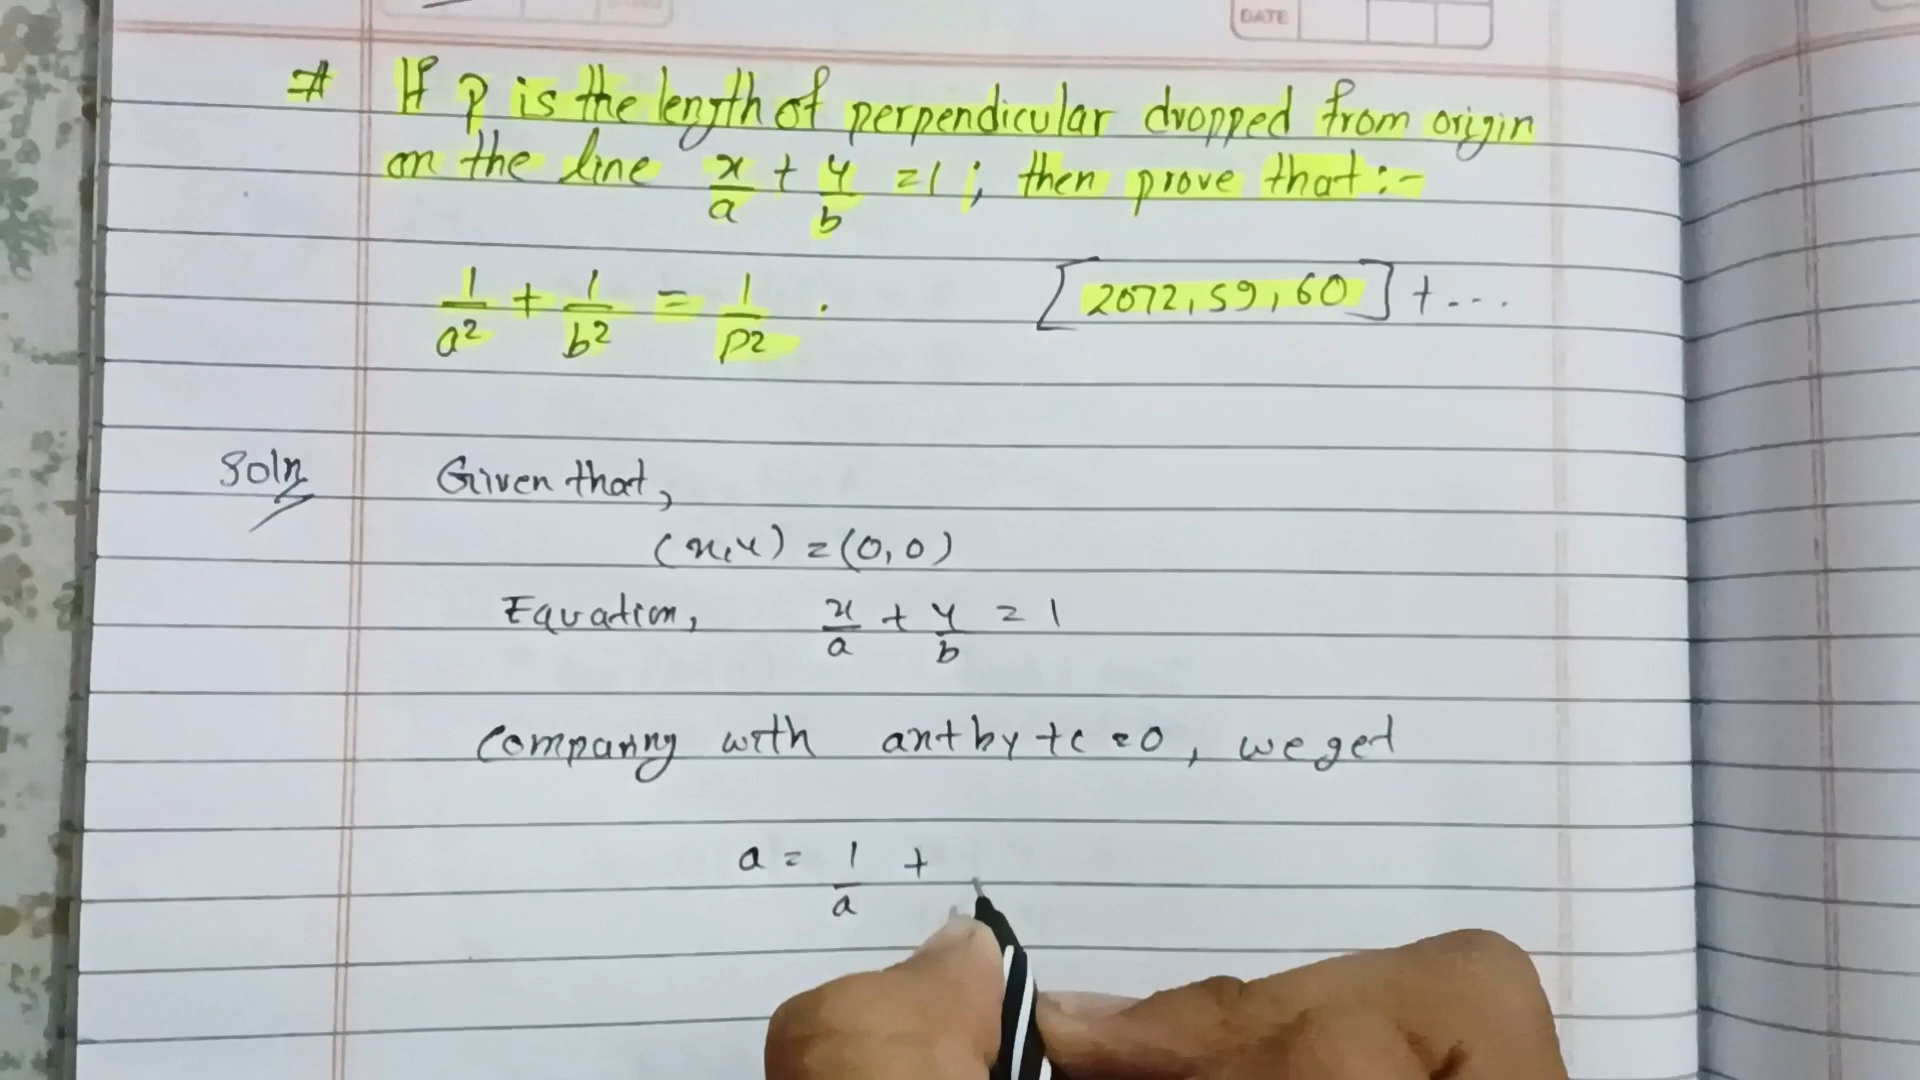 DATE
# If p is the length of perpendicular dropped from origin
on the line x/a + y/b = 1 ; then prove that :-
1/a² + 1/b² = 1/p² . [2072, 59, 60] + ...
Soln Given that,
(x, y) = (0, 0)
Equation, x/a + y/b = 1
Comparing with ax + by + c = 0, we get
a = 1/a +